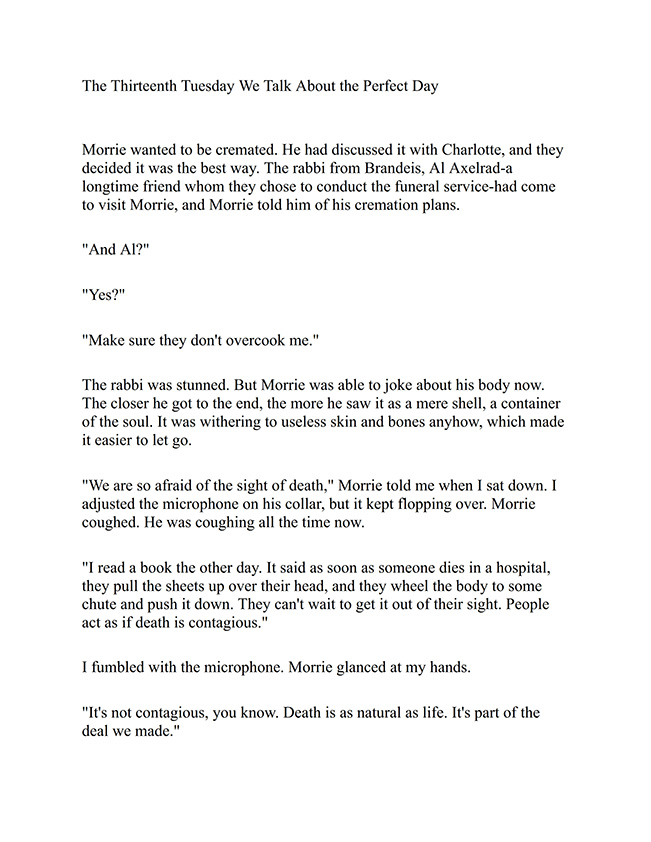 The Thirteenth Tuesday We Talk About the Perfect Day
Morrie wanted to be cremated. He had discussed it with Charlotte, and they
decided it was the best way. The rabbi from Brandeis, Al Axelrad-a
longtime friend whom they chose to conduct the funeral service-had come
to visit Morrie, and Morrie told him of his cremation plans.
"And Al?"
"Yes?"
"Make sure they don't overcook me."
The rabbi was stunned. But Morrie was able to joke about his body now.
The closer he got to the end, the more he saw it as a mere shell, a container
of the soul. It was withering to useless skin and bones anyhow, which made
it easier to let go.
"We are so afraid of the sight of death," Morrie told me when I sat down. I
adjusted the microphone on his collar, but it kept flopping over. Morrie
coughed. He was coughing all the time now.
"I read a book the other day. It said as soon as someone dies in a hospital,
they pull the sheets up over their head, and they wheel the body to some
chute and push it down. They can't wait to get it out of their sight. People
act as if death is contagious."
I fumbled with the microphone. Morrie glanced at my hands.
"It's not contagious, you know. Death is as natural as life. It's part of the
deal we made."